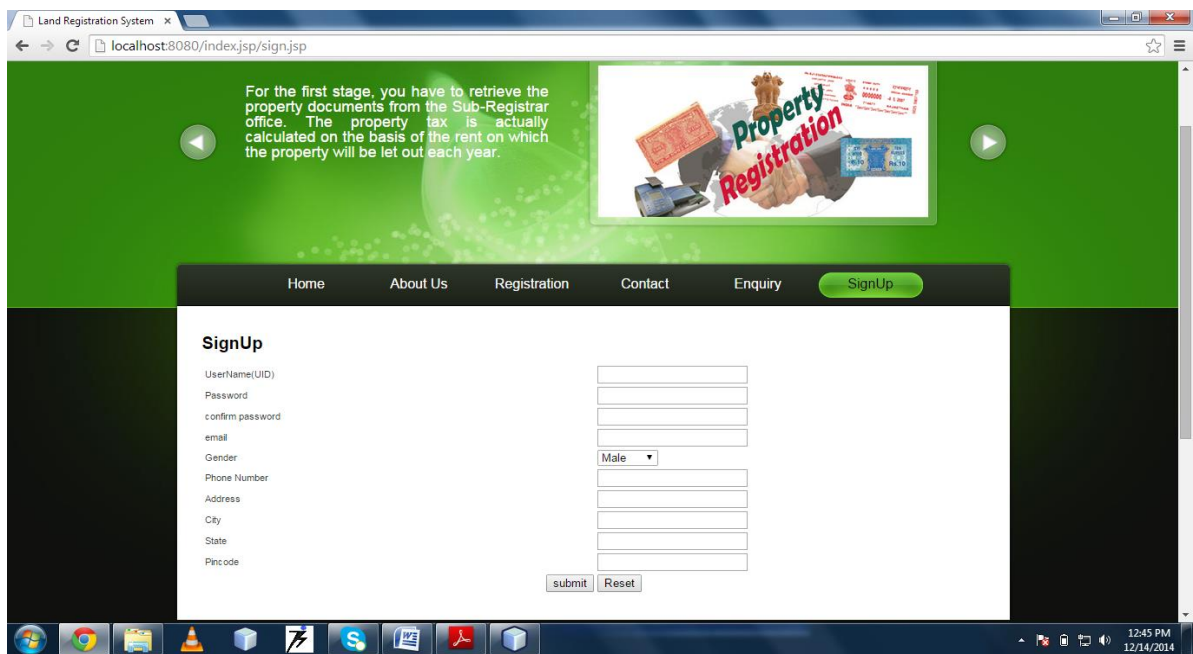 Land Registration System
localhost:8080/index.jsp/sign.jsp
For the first stage, you have to retrieve the
property documents from the Sub-Registrar
office. The property tax is actually
calculated on the basis of the rent on which
the property will be let out each year.
Property
Registration
Rs.10
Home About Us Registration Contact Enquiry SignUp
SignUp
UserName(UID)
Password
confirm password
email
Gender Male
Phone Number
Address
City
State
Pincode
submit Reset
12:45 PM
12/14/2014